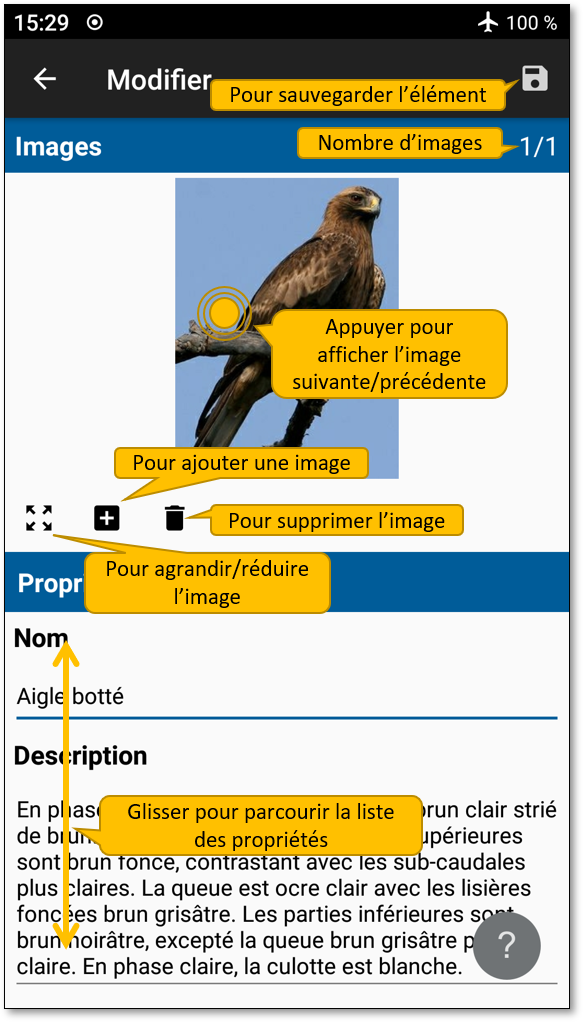 15:29 100 %
Modifier
Pour sauvegarder l’élément
Images
Nombre d’images
1/1
Appuyer pour
afficher l’image
suivante/précédente
Pour ajouter une image
Pour supprimer l’image
Pour agrandir/réduire
l’image
Propri
Nom
Aigle botté
Description
Glisser pour parcourir la liste
des propriétés
En phase brun clair strié
de brun supérieures
sont brun foncé, contrastant avec les sub-caudales
plus claires. La queue est ocre clair avec les lisières
foncées brun grisâtre. Les parties inférieures sont
brun noirâtre, excepté la queue brun grisâtre p
claire. En phase claire, la culotte est blanche.
?